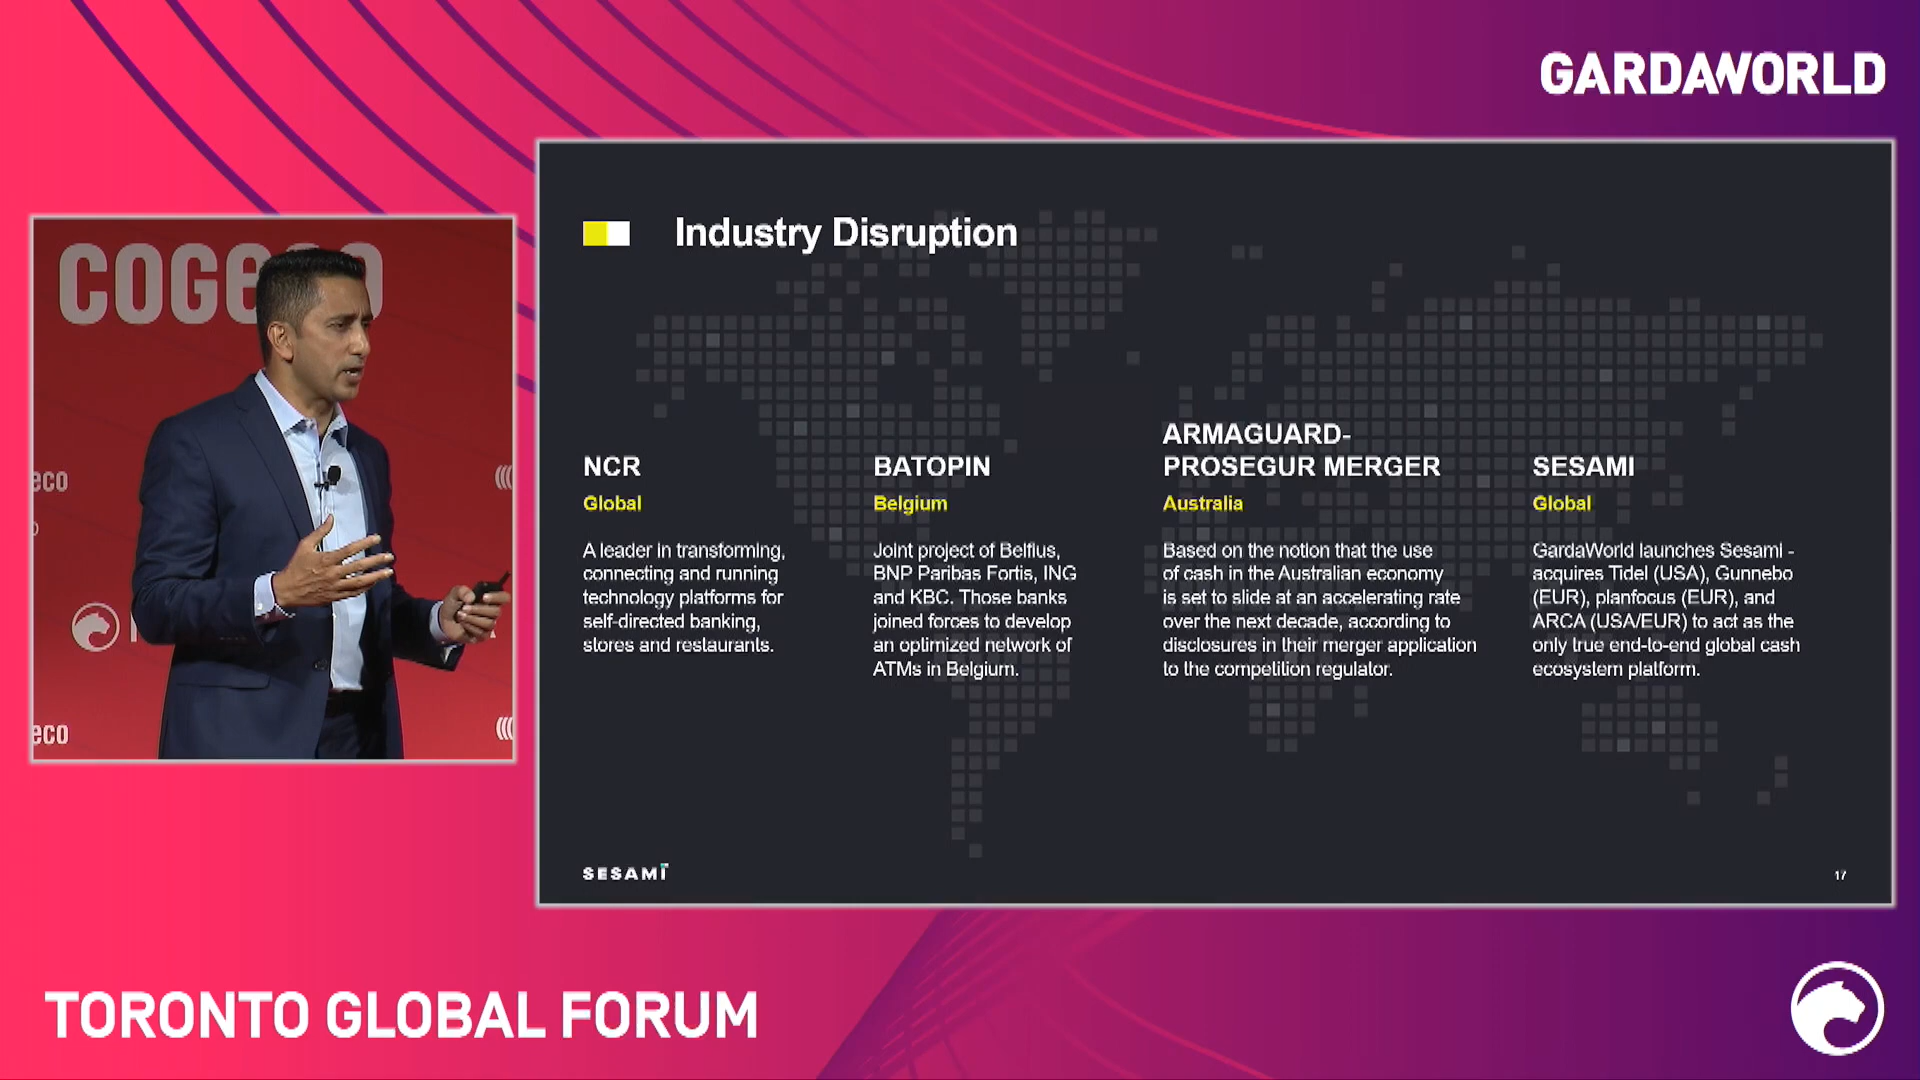 GARDAWORLD
COGE
Industry Disruption
NCR
Global
A leader in transforming,
connecting and running
technology platforms for
self-directed banking,
stores and restaurants.
BATOPIN
Belgium
Joint project of Belfius,
BNP Paribas Fortis, ING
and KBC. Those banks
joined forces to develop
an optimized network of
ATMs in Belgium.
ARMAGUARD-
PROSEGUR MERGER
Australia
Based on the notion that the use
of cash in the Australian economy
is set to slide at an accelerating rate
over the next decade, according to
disclosures in their merger application
to the competition regulator.
SESAMI
Global
GardaWorld launches Sesami -
acquires Tidel (USA), Gunnebo
(EUR), planfocus (EUR), and
ARCA (USA/EUR) to act as the
only true end-to-end global cash
ecosystem platform.
eco
eco
SESAMI
17
TORONTO GLOBAL FORUM